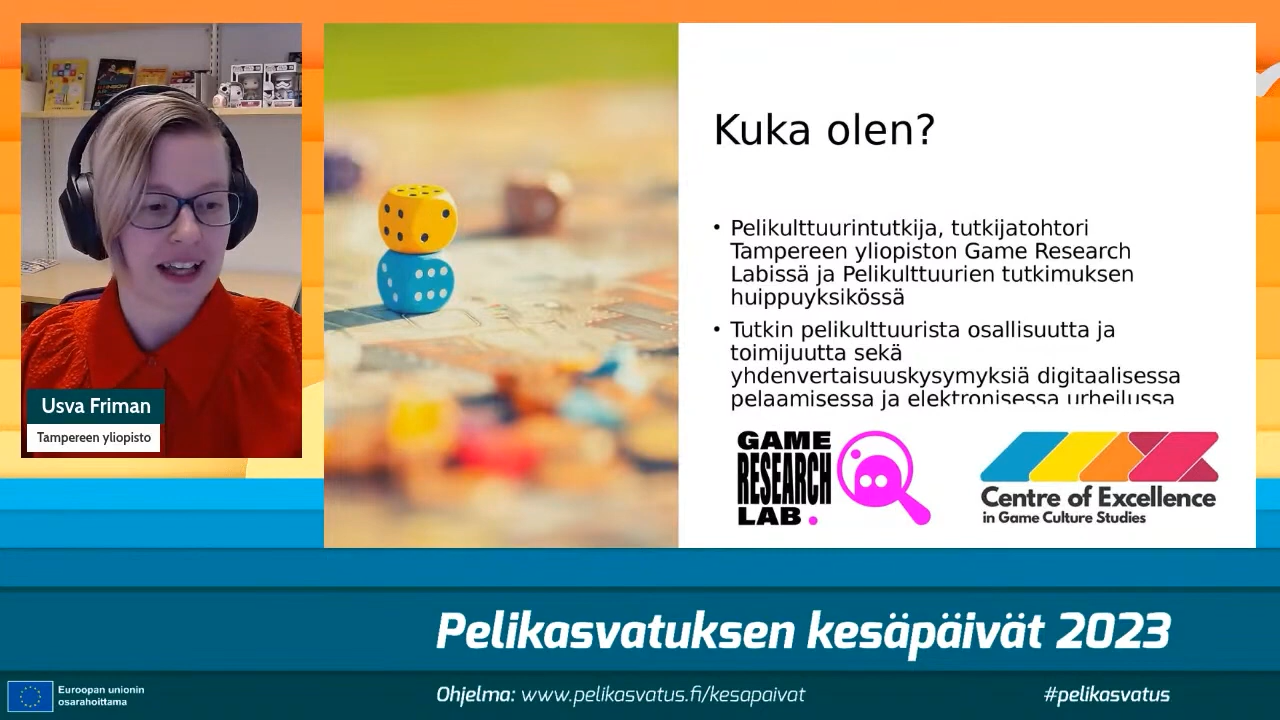 Kuka olen?
• Pelikulttuurintutkija, tutkijatohtori
Tampereen yliopiston Game Research
Labissä ja Pelikulttuurien tutkimuksen
huippuyksikössä
• Tutkin pelikulttuurista osallisuutta ja
toimijuutta sekä
yhdenvertaisuuskysymyksiä digitaalisessa
pelaamisessa ja elektronisessa urheilussa
GAME
RESEARCH
LAB.
Centre of Excellence
in Game Culture Studies
Usva Friman
Tampereen yliopisto
Pelikasvatuksen kesäpäivät 2023
Euroopan unionin
osarahoittama
Ohjelma: www.pelikasvatus.fi/kesapaivat
#pelikasvatus